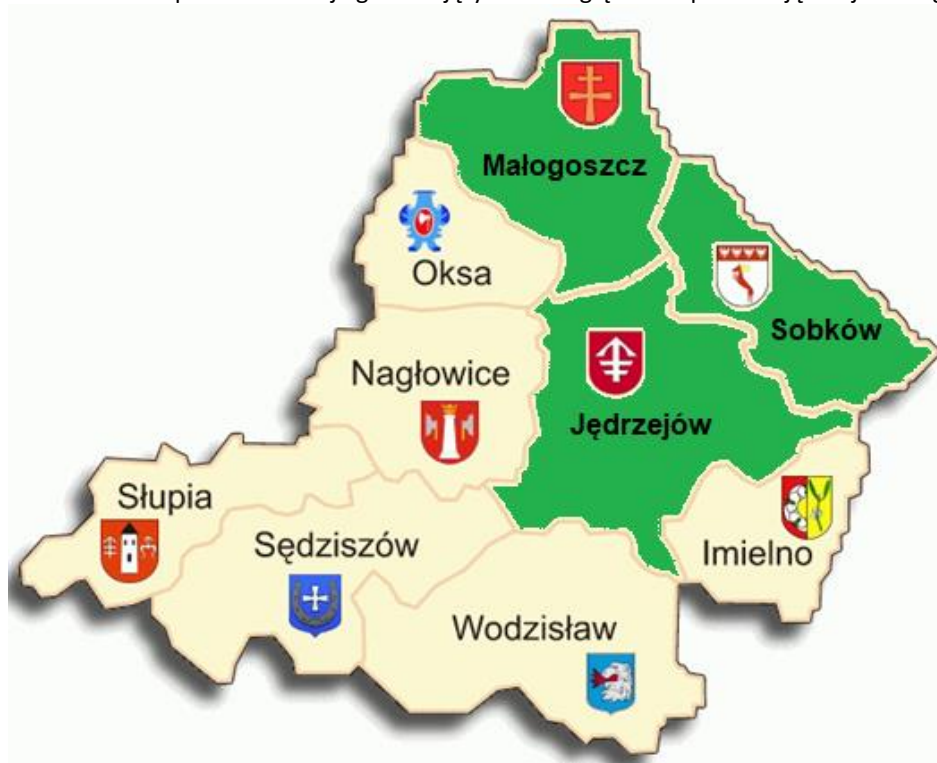 Małogoszcz
Oksa
Sobków
Nagłowice
Jędrzejów
Słupia
Sędziszów
Imielno
Wodzisław